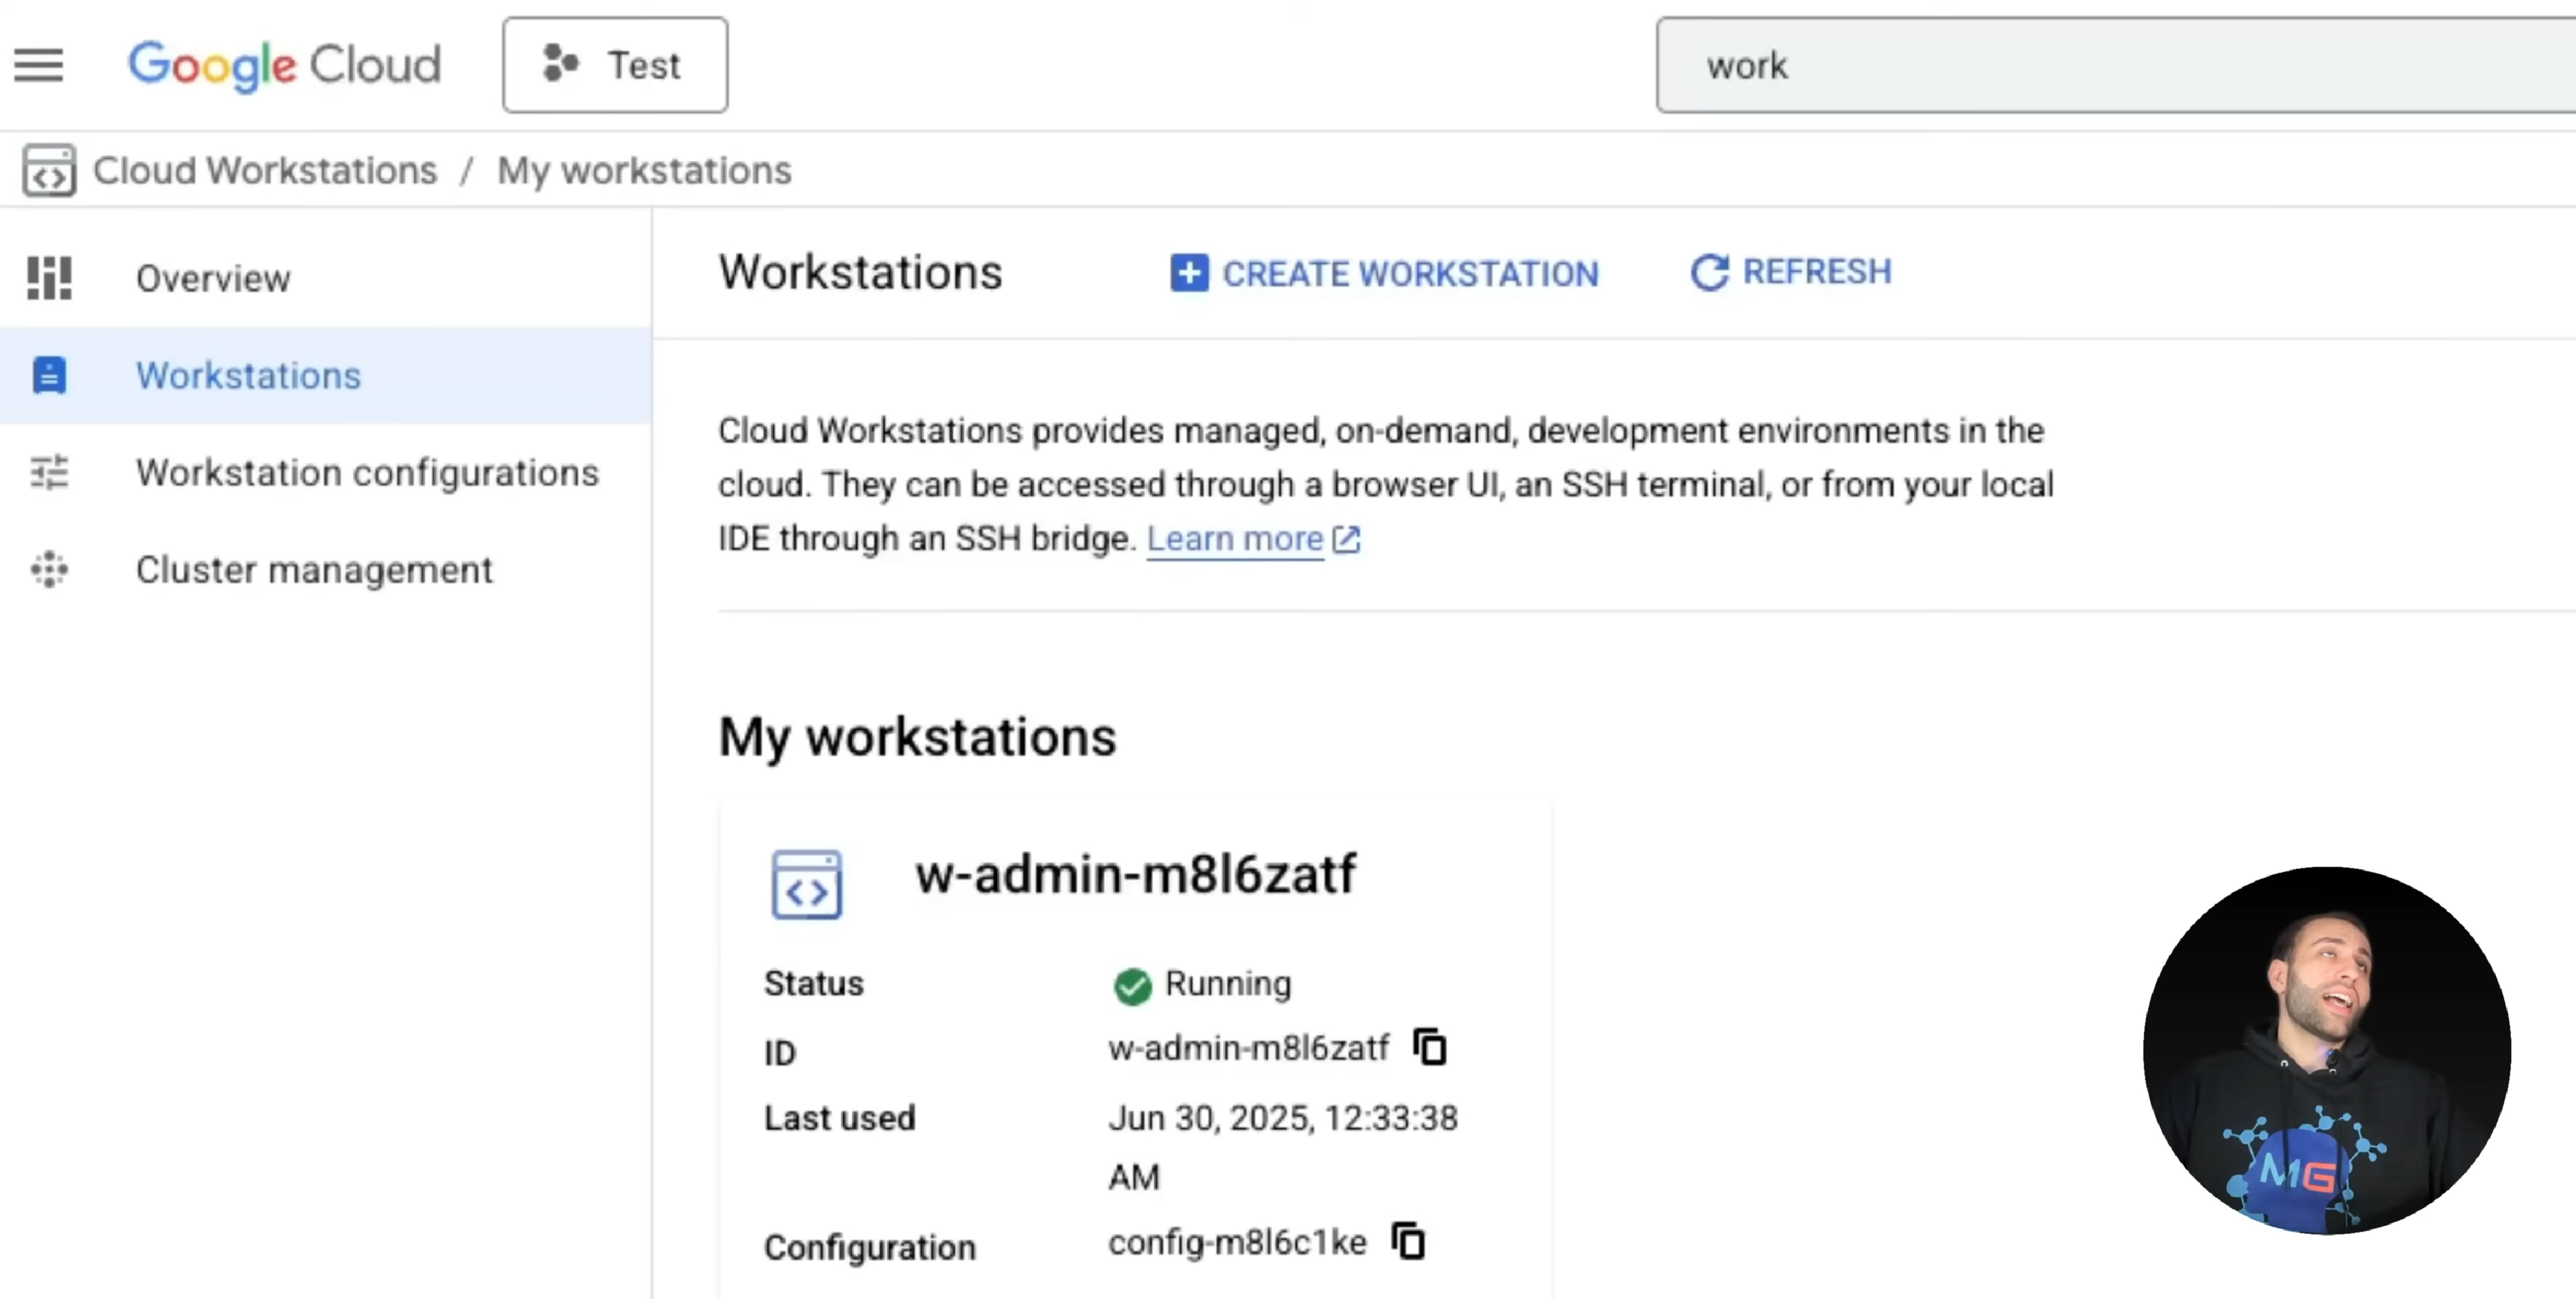 Google Cloud
Test
work
Cloud Workstations / My workstations
Overview
Workstations
Workstation configurations
Cluster management
Workstations
CREATE WORKSTATION
REFRESH
Cloud Workstations provides managed, on-demand, development environments in the
cloud. They can be accessed through a browser UI, an SSH terminal, or from your local
IDE through an SSH bridge. Learn more
My workstations
w-admin-m8l6zatf
Status
Running
ID
w-admin-m8l6zatf
Last used
Jun 30, 2025, 12:33:38
AM
Configuration
config-m8l6c1ke
MG